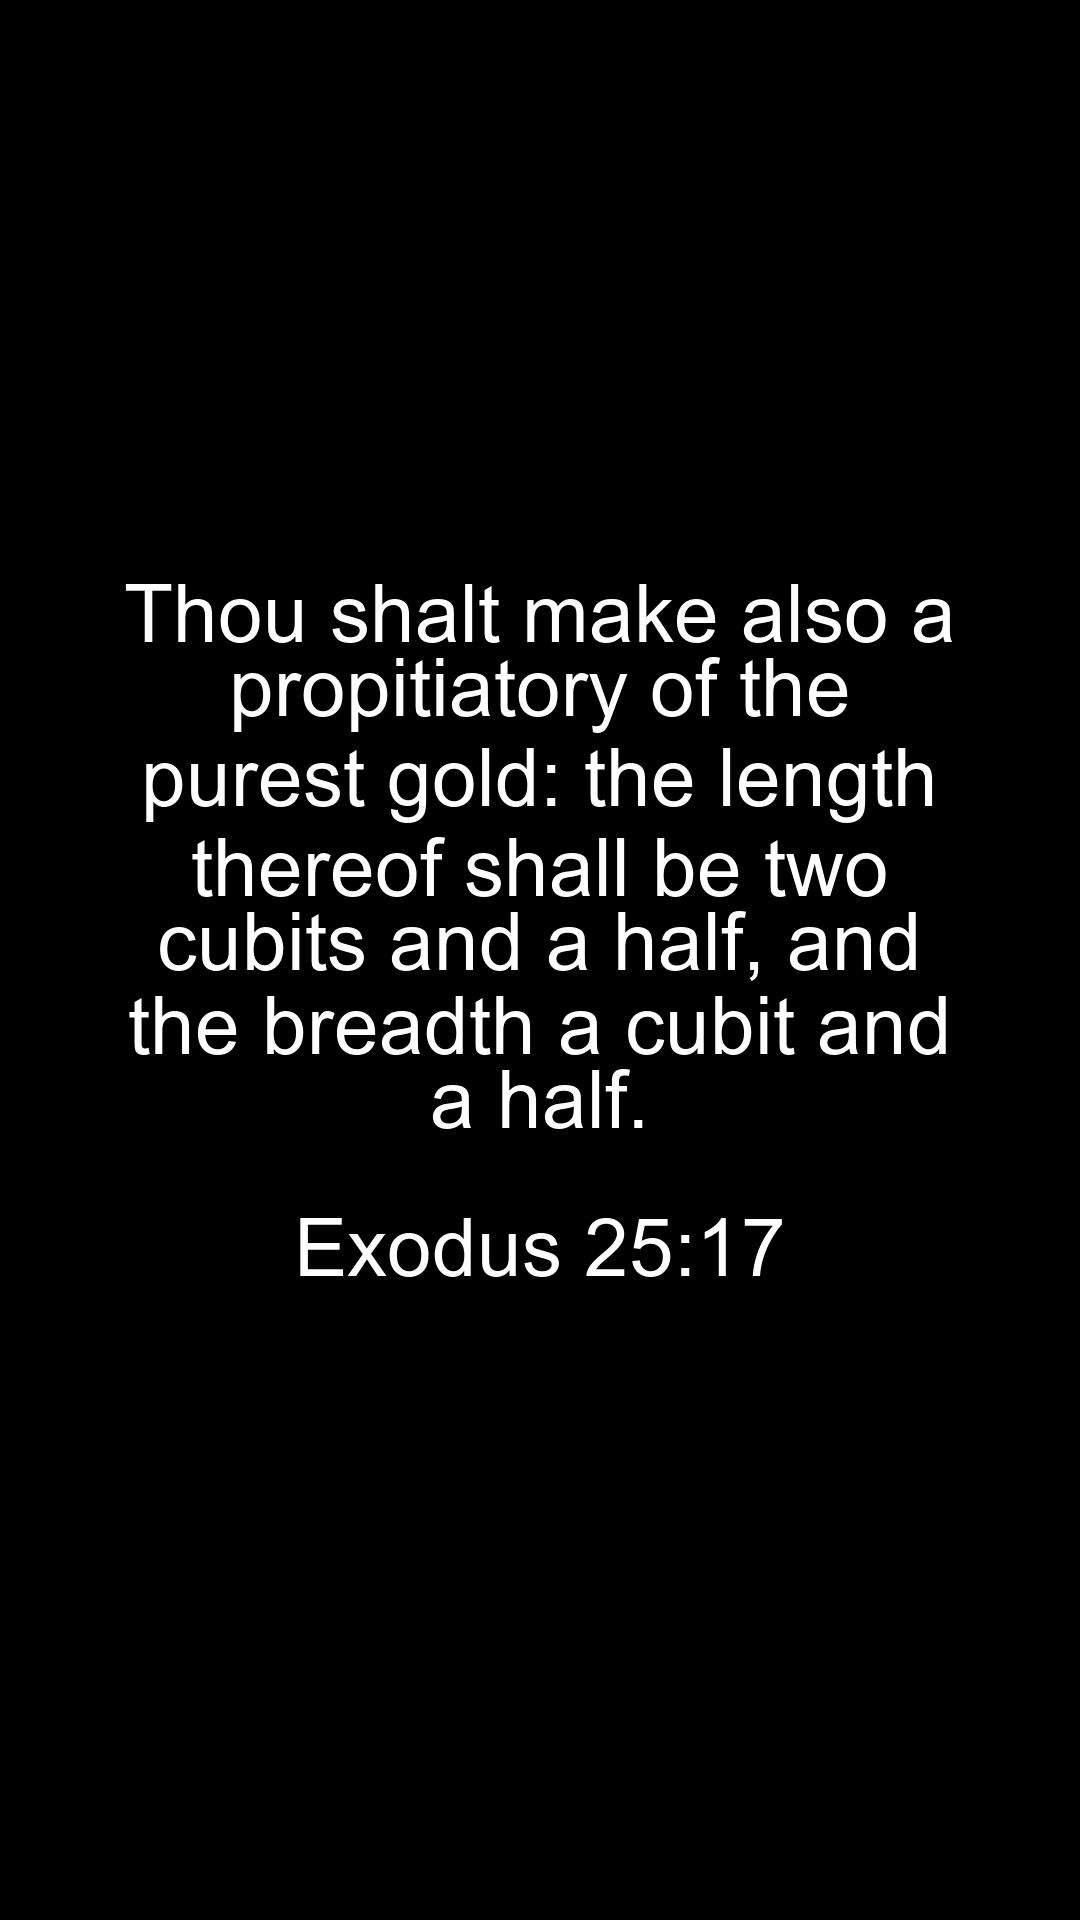 Thou shalt make also a
propitiatory of the
purest gold: the length
thereof shall be two
cubits and a half, and
the breadth a cubit and
a half.
Exodus 25:17